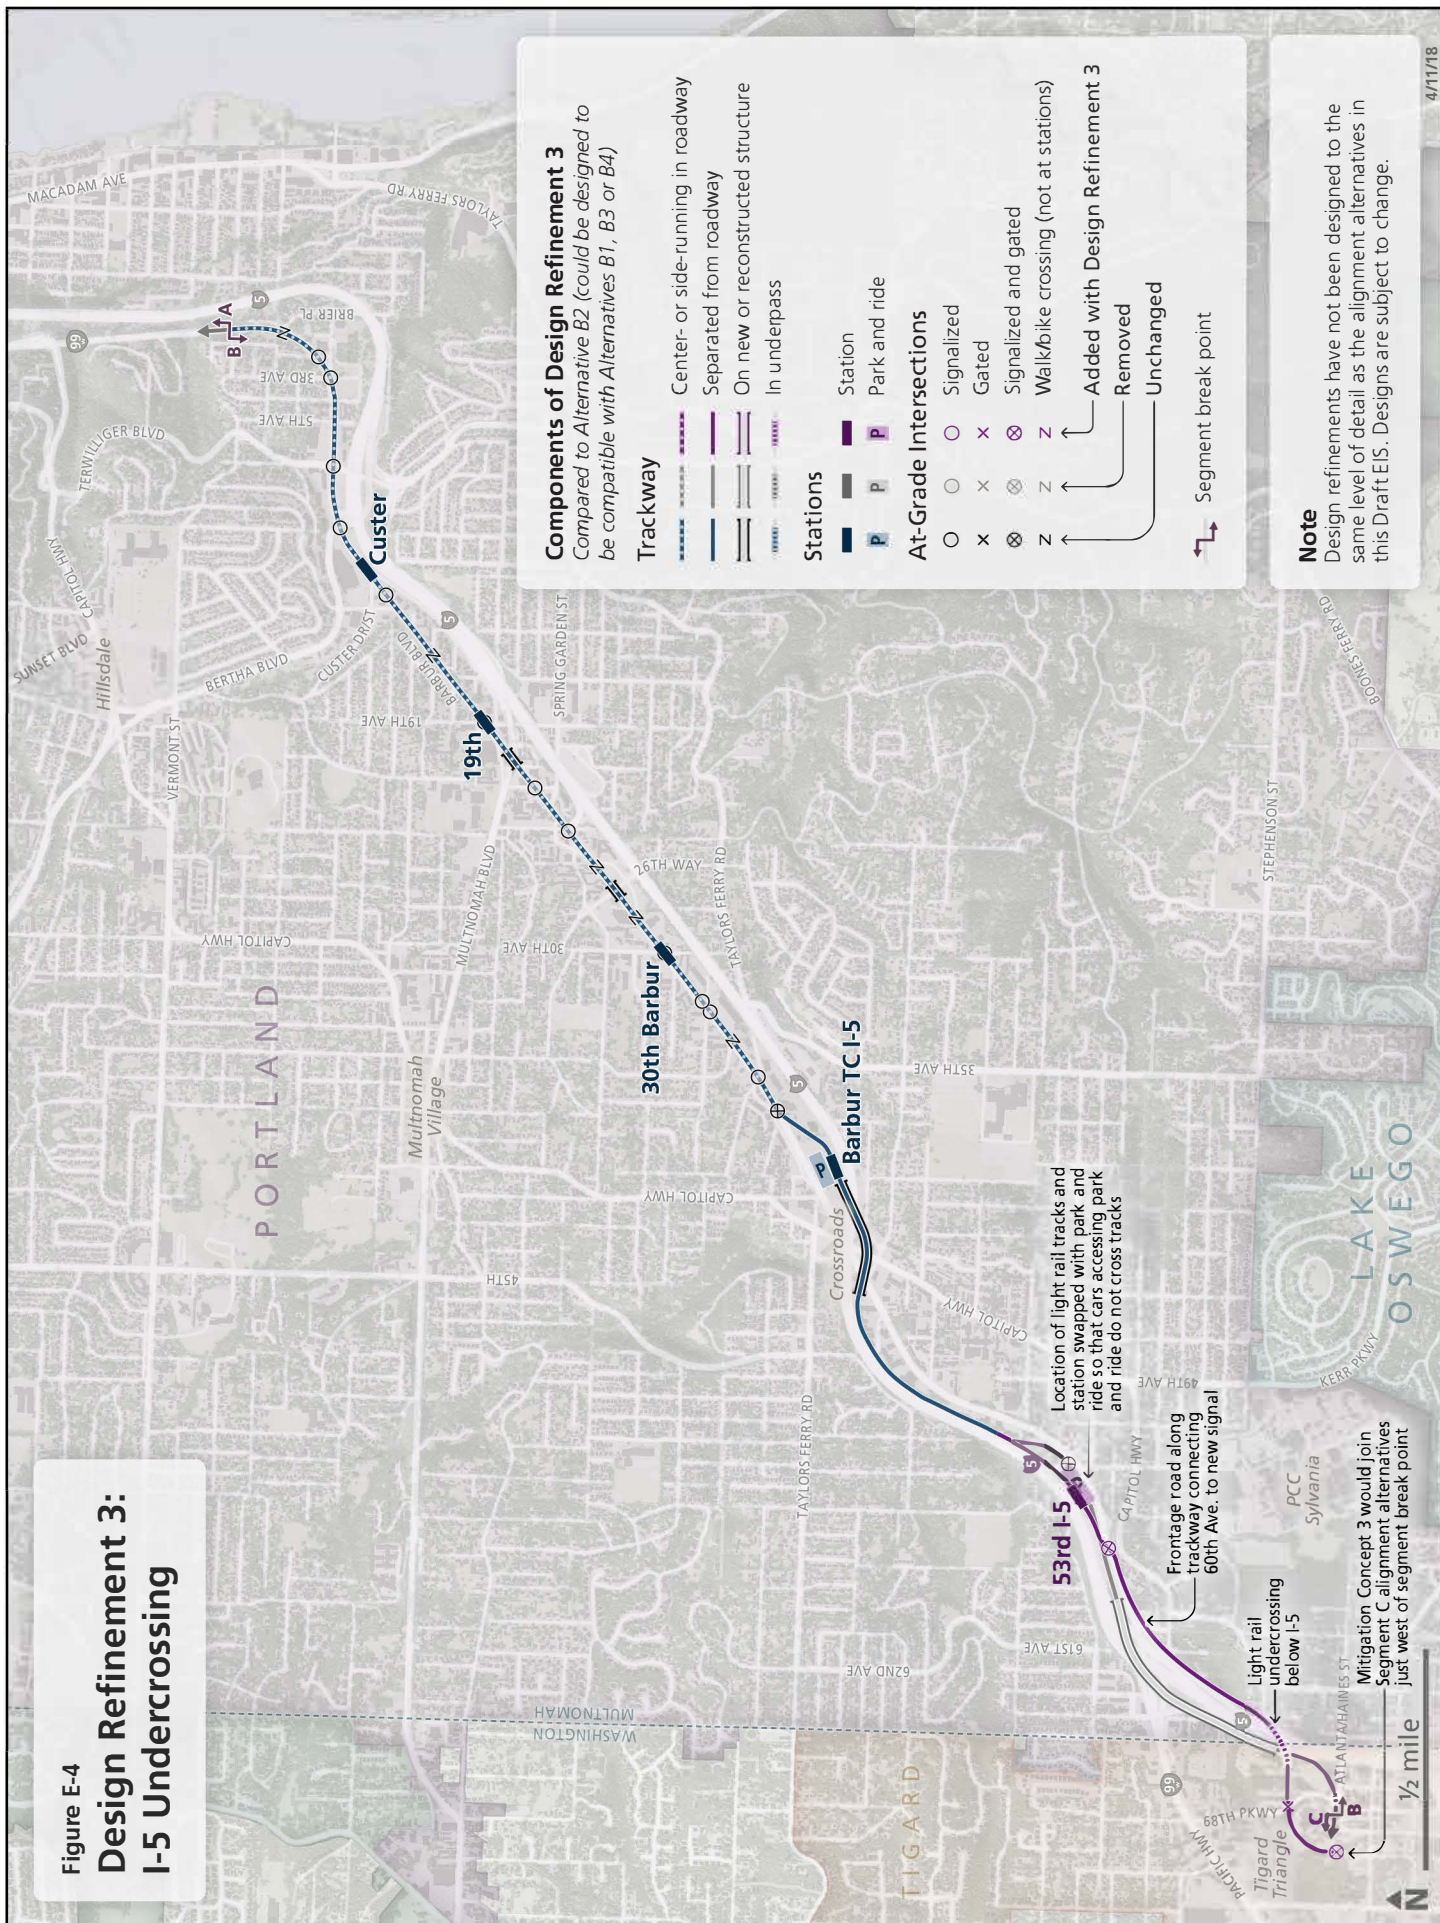 Figure E-4
Design Refinement 3:
I-5 Undercrossing
Components of Design Refinement 3
Compared to Alternative B2 (could be designed to
be compatible with Alternatives B1, B3 or B4)
Trackway
Center- or side-running in roadway
Separated from roadway
On new or reconstructed structure
In underpass
Stations
Station
P P P Park and ride
At-Grade Intersections
Signalized
Gated
Signalized and gated
Walk/bike crossing (not at stations)
Added with Design Refinement 3
Removed
Unchanged
Segment break point
Note
Design refinements have not been designed to the
same level of detail as the alignment alternatives in
this Draft EIS. Designs are subject to change.
4/11/18
MACADAM AVE
TAYLORS FERRY RD
99W
A
B
5
BRIER PL
3RD AVE
5TH AVE
TERWILLIGER BLVD
CAPITOL HWY
SUNSET BLVD
Hillsdale
BERTHA BLVD
CUSTER DR/ST
BARBUR BLVD
Custer
5
SPRING GARDEN ST
VERMONT ST
19TH AVE
19th
MULTNOMAH BLVD
26TH WAY
TAYLORS FERRY RD
CAPITOL HWY
30TH AVE
30th Barbur
BOONES FERRY RD
STEPHENSON ST
PORTLAND
Multnomah
Village
5
35TH AVE
Barbur TC I-5
P
CAPITOL HWY
Crossroads
45TH
CAPITOL HWY
LAKE
OSWEGO
KERR PKWY
49TH AVE
Location of light rail tracks and
station swapped with park and
ride so that cars accessing park
and ride do not cross tracks
TAYLORS FERRY RD
5
P
53rd I-5
CAPITOL HWY
PCC
Sylvania
Frontage road along
trackway connecting
60th Ave. to new signal
61ST AVE
62ND AVE
Light rail
undercrossing
below I-5
Mitigation Concept 3 would join
Segment C alignment alternatives
just west of segment break point
MULTNOMAH
WASHINGTON
5
ATLANTA/HAINES ST
99W
68TH PKWY
C
B
PACIFIC HWY
Tigard
Triangle
TIGARD
N
½ mile